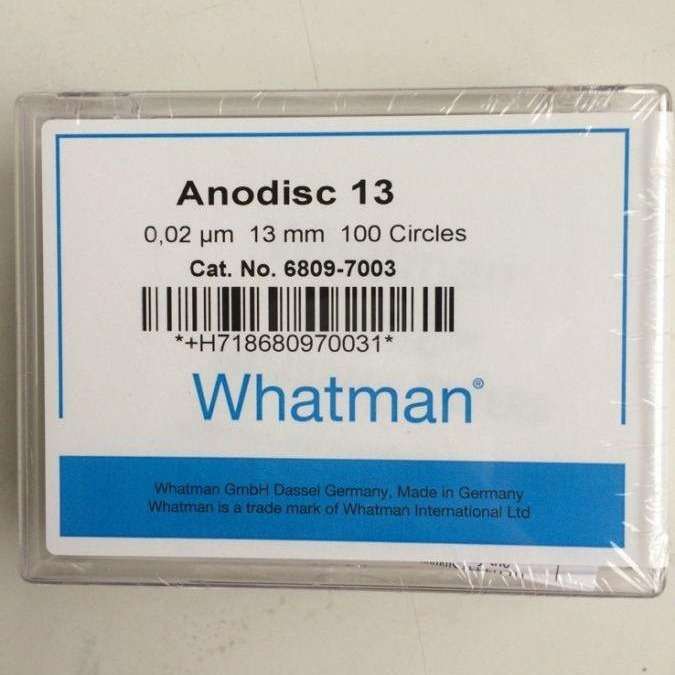 Anodisc 13
0,02 µm 13 mm 100 Circles
Cat. No. 6809-7003
*+H718680970031*
Whatman®
Whatman GmbH Dassel Germany, Made in Germany
Whatman is a trade mark of Whatman International Ltd